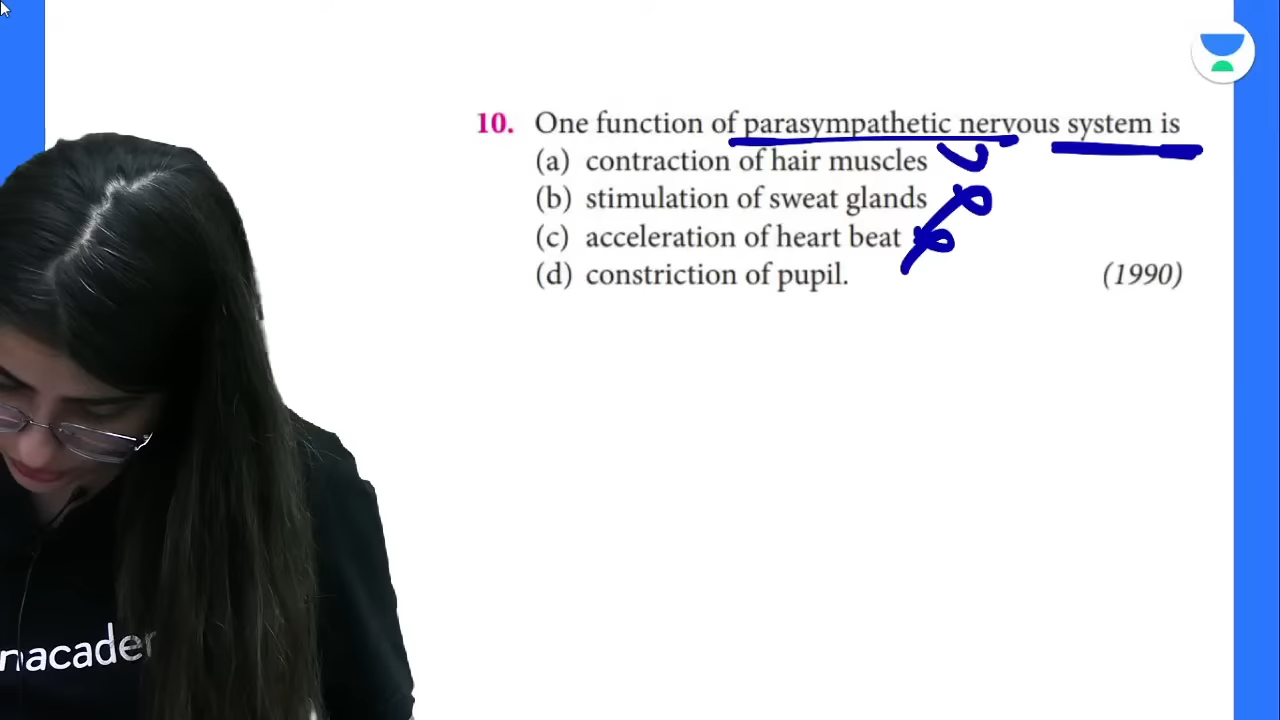 10. One function of parasympathetic nervous system is
(a) contraction of hair muscles
(b) stimulation of sweat glands
(c) acceleration of heart beat
(d) constriction of pupil. (1990)
nacader